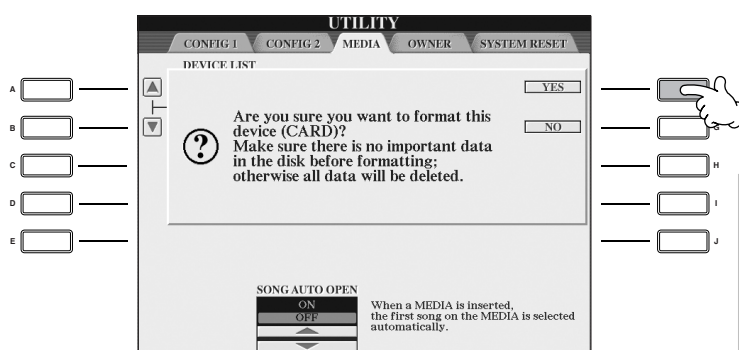 UTILITY
CONFIG 1 CONFIG 2 MEDIA OWNER SYSTEM RESET
DEVICE LIST
A
YES
Are you sure you want to format this
device (CARD)?
Make sure there is no important data
in the disk before formatting;
otherwise all data will be deleted.
B
NO
G
C
H
D
I
E
J
SONG AUTO OPEN
ON
OFF
When a MEDIA is inserted,
the first song on the MEDIA is selected
automatically.